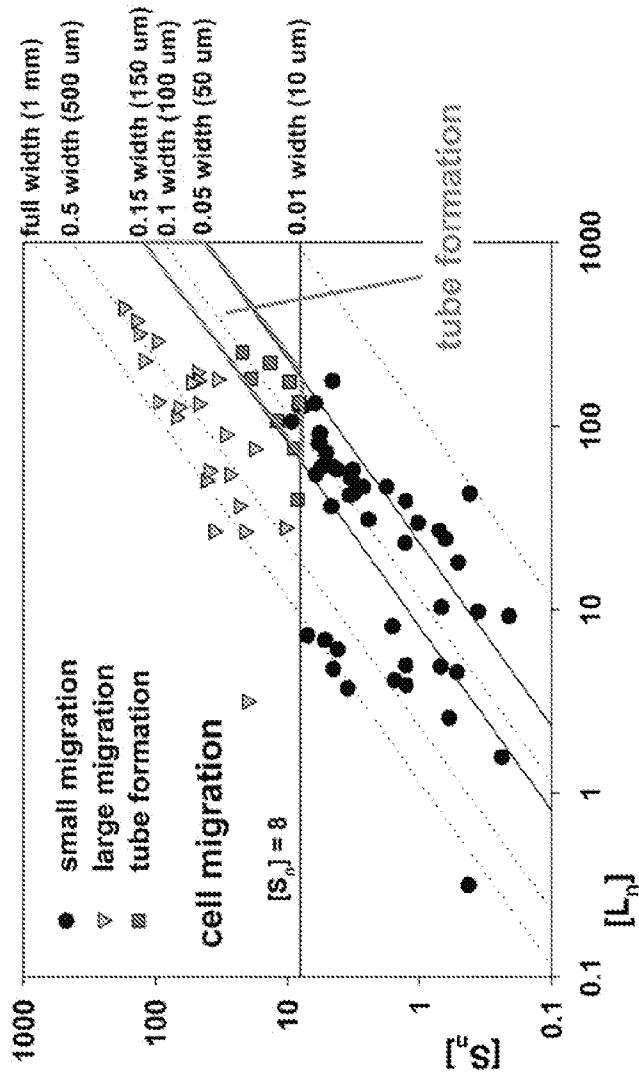 full width (1 mm)
0.5 width (500 um)
0.15 width (150 um)
0.1 width (100 um)
0.05 width (50 um)
0.01 width (10 um)
small migration
large migration
tube formation
cell migration
[Sn] = 8
tube formation
1000
100
10
1
0.1
[Sn]
0.1
1
10
100
1000
[Ln]